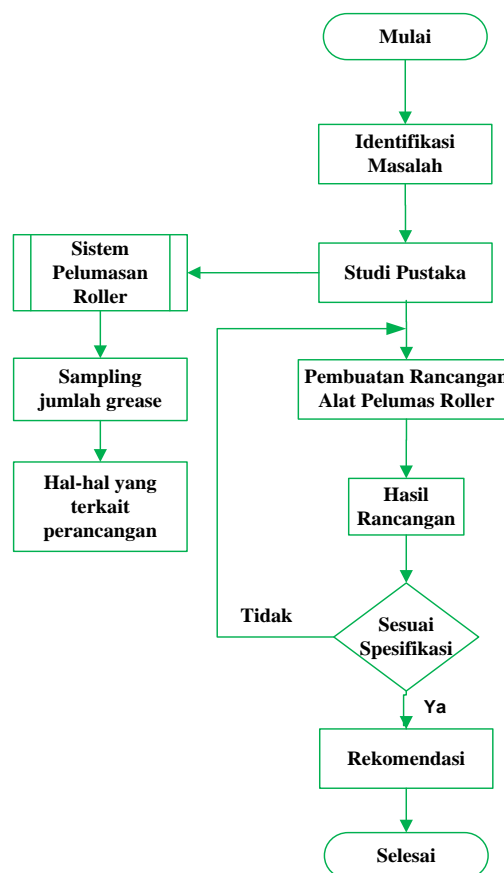 Mulai
Identifikasi
Masalah
Studi Pustaka
Sistem
Pelumasan
Roller
Sampling
jumlah grease
Hal-hal yang
terkait
perancangan
Pembuatan Rancangan
Alat Pelumas Roller
Hasil
Rancangan
Sesuai
Spesifikasi
Tidak
Ya
Rekomendasi
Selesai